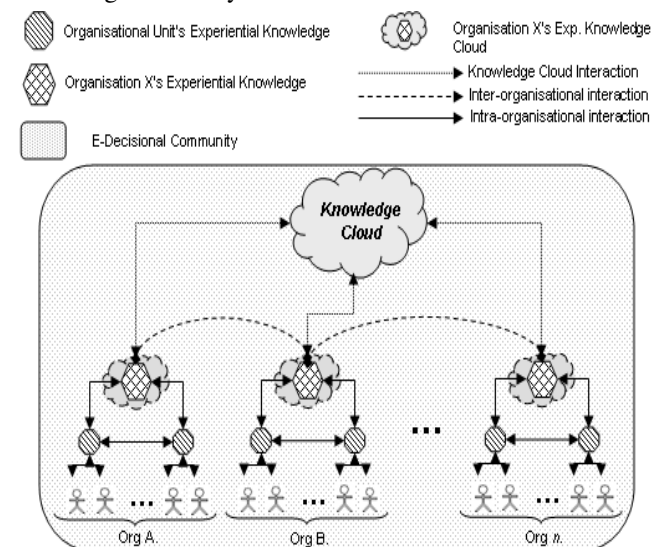 Organisational Unit's Experiential Knowledge
Organisation X's Exp. Knowledge
Cloud
Organisation X's Experiential Knowledge
Knowledge Cloud Interaction
Inter-organisational interaction
Intra-organisational interaction
E-Decisional Community
Knowledge
Cloud
...
... ... ...
Org A. Org B. Org n.